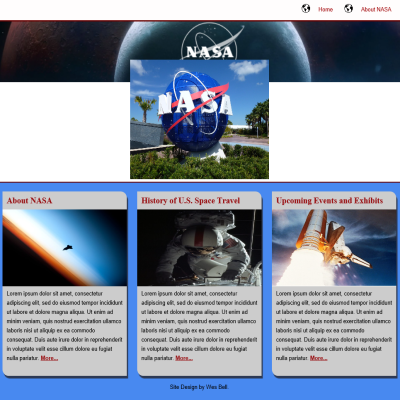 Home About NASA
NASA
NASA
About NASA
Lorem ipsum dolor sit amet, consectetur
adipiscing elit, sed do eiusmod tempor incididunt
ut labore et dolore magna aliqua. Ut enim ad
minim veniam, quis nostrud exercitation ullamco
laboris nisi ut aliquip ex ea commodo
consequat. Duis aute irure dolor in reprehenderit
in voluptate velit esse cillum dolore eu fugiat
nulla pariatur. More...
History of U.S. Space Travel
Lorem ipsum dolor sit amet, consectetur
adipiscing elit, sed do eiusmod tempor incididunt
ut labore et dolore magna aliqua. Ut enim ad
minim veniam, quis nostrud exercitation ullamco
laboris nisi ut aliquip ex ea commodo
consequat. Duis aute irure dolor in reprehenderit
in voluptate velit esse cillum dolore eu fugiat
nulla pariatur. More...
Upcoming Events and Exhibits
Lorem ipsum dolor sit amet, consectetur
adipiscing elit, sed do eiusmod tempor incididunt
ut labore et dolore magna aliqua. Ut enim ad
minim veniam, quis nostrud exercitation ullamco
laboris nisi ut aliquip ex ea commodo
consequat. Duis aute irure dolor in reprehenderit
in voluptate velit esse cillum dolore eu fugiat
nulla pariatur. More...
Site Design by Wes Ball